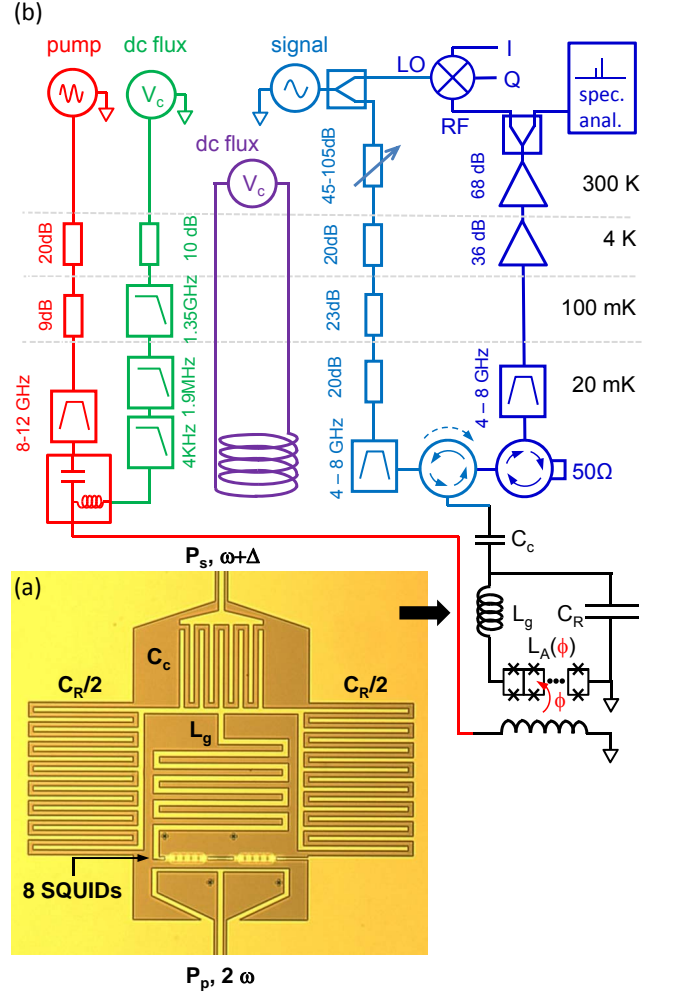 (b)
pump
dc flux
signal
LO
I
Q
RF
spec.
anal.
V_c
dc flux
V_c
45-105dB
68 dB
300 K
20dB
10 dB
20dB
36 dB
4 K
9dB
1.35GHz
23dB
100 mK
8-12 GHz
1.9MHz
4KHz
20dB
4 – 8 GHz
4 – 8 GHz
20 mK
50Ω
C_c
L_g
C_R
L_A(ϕ)
ϕ
P_s, ω+Δ
(a)
C_c
C_R/2
C_R/2
L_g
8 SQUIDs
P_p, 2 ω